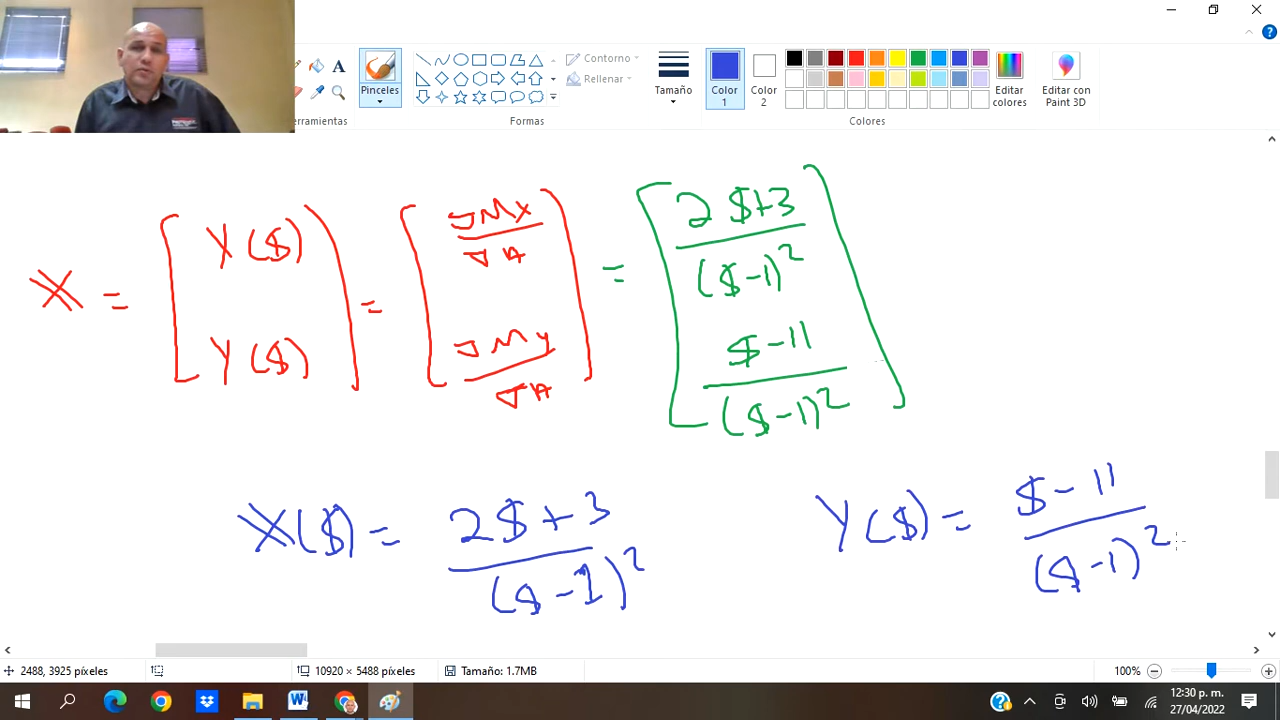 Contorno
Rellenar
Pinceles
Tamaño
Color 1
Color 2
Editar colores
Editar con Paint 3D
erramientas
Formas
Colores
X = [X($) Y($)] = [ΔMx/ΔA ΔMy/ΔA] = [2$+3/($-1)² $-11/($-1)²]
X($) = 2$+3/($-1)²
Y($) = $-11/($-1)²
2488, 3925 píxeles
10920 × 5488 píxeles
Tamaño: 1.7MB
100%
12:30 p. m.
27/04/2022